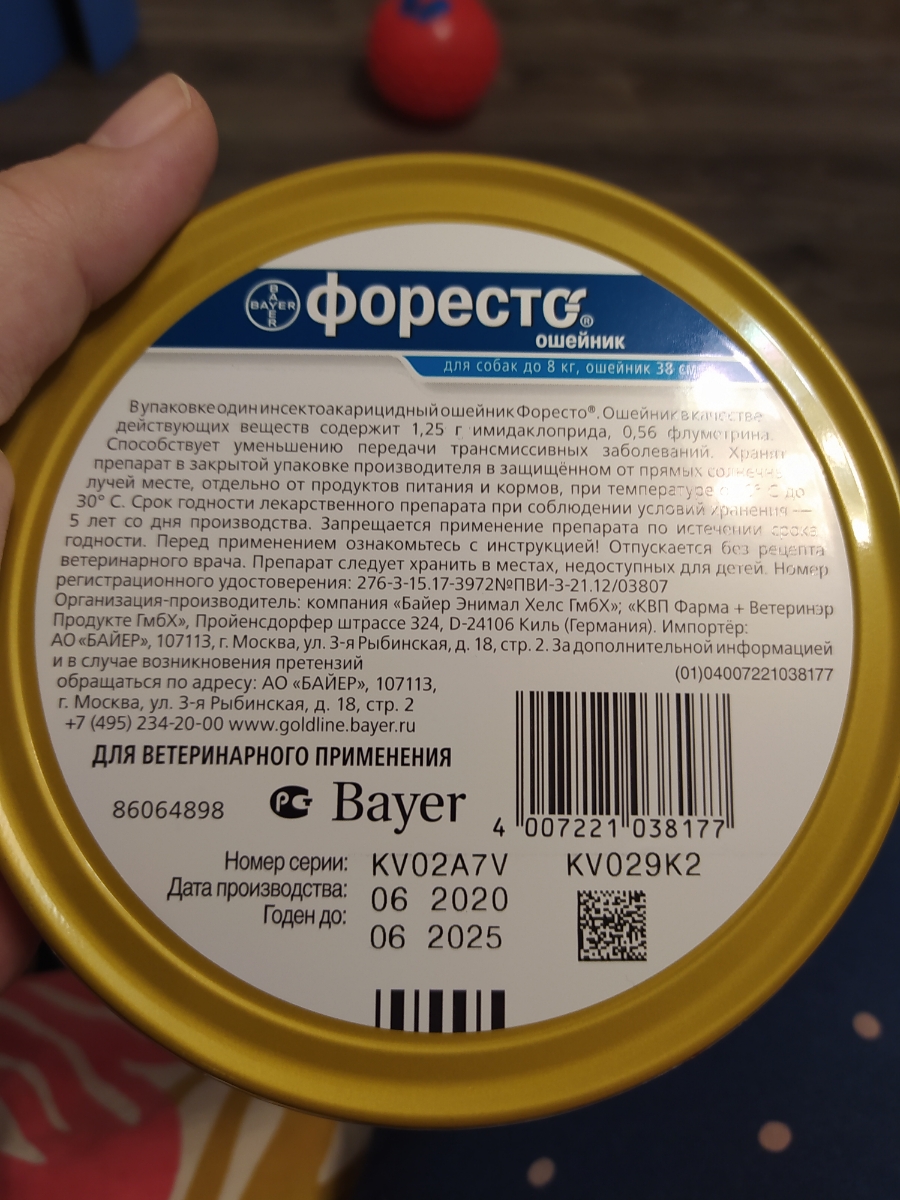 BAYER
BAYER
форесто®
ошейник
для собак до 8 кг, ошейник 38 см
В упаковке один инсектоакарицидный ошейник Форесто®. Ошейник в качестве
действующих веществ содержит 1,25 г имидаклоприда, 0,56 флуметрина.
Способствует уменьшению передачи трансмиссивных заболеваний. Хранят
препарат в закрытой упаковке производителя в защищённом от прямых солнечных
лучей месте, отдельно от продуктов питания и кормов, при температуре С до
30° С. Срок годности лекарственного препарата при соблюдении условий хранения —
5 лет со дня производства. Запрещается применение препарата по истечении срока
годности. Перед применением ознакомьтесь с инструкцией! Отпускается без рецепта
ветеринарного врача. Препарат следует хранить в местах, недоступных для детей. Номер
регистрационного удостоверения: 276-3-15.17-3972№ПВИ-3-21.12/03807
Организация-производитель: компания «Байер Энимал Хелс ГмбХ»; «КВП Фарма + Ветеринэр
Продукте ГмбХ», Пройенсдорфер штрассе 324, D-24106 Киль (Германия). Импортёр:
АО «БАЙЕР», 107113, г. Москва, ул. 3-я Рыбинская, д. 18, стр. 2. За дополнительной информацией
и в случае возникновения претензий
обращаться по адресу: АО «БАЙЕР», 107113,
г. Москва, ул. 3-я Рыбинская, д. 18, стр. 2
+7 (495) 234-20-00 www.goldline.bayer.ru
(01)04007221038177
ДЛЯ ВЕТЕРИНАРНОГО ПРИМЕНЕНИЯ
86064898
РСТ Bayer
4 007221 038177
Номер серии: KV02A7V KV029K2
Дата производства: 06 2020
Годен до: 06 2025